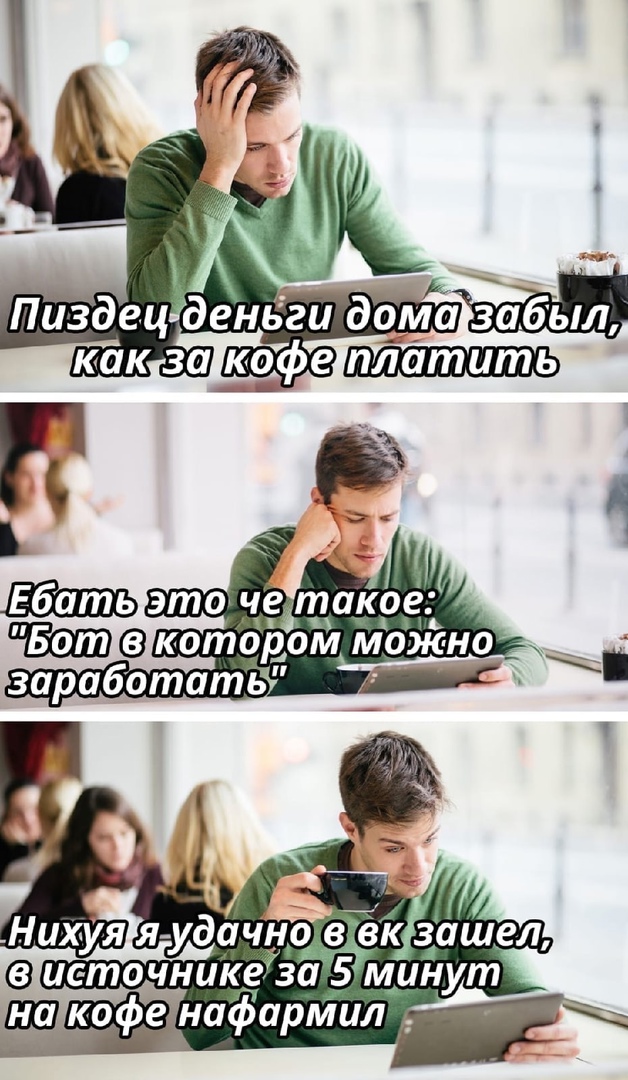 Пиздец деньги дома забыл,
как за кофе платить
Ебать это че такое:
"Бот в котором можно
заработать"
Нихуя я удачно в вк зашел,
в источнике за 5 минут
на кофе нафармил